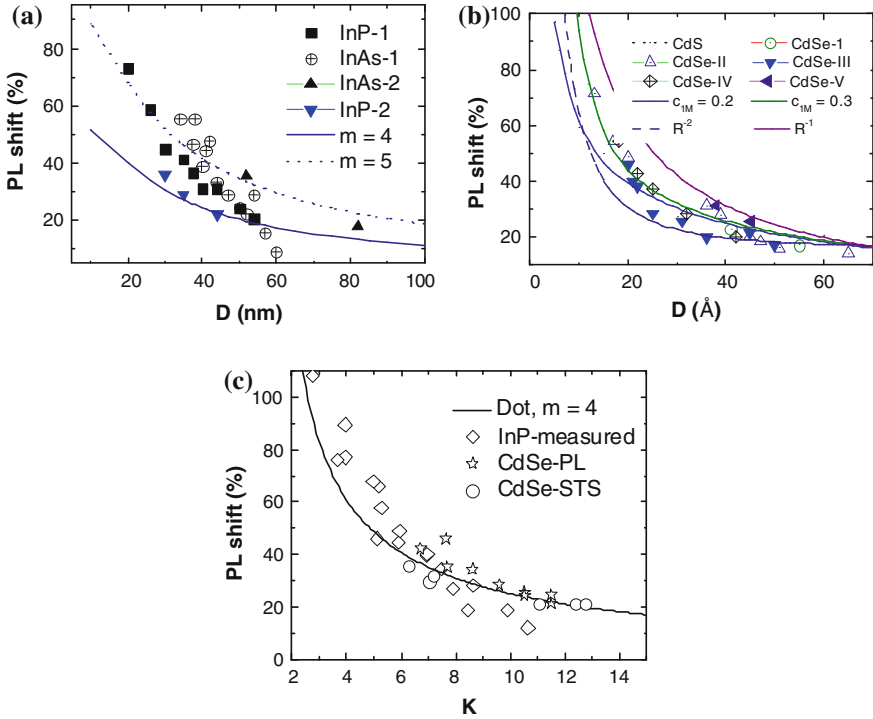 (a)
PL shift (%)
80
60
40
20
20
40
60
80
100
D (nm)
InP-1
InAs-1
InAs-2
InP-2
m = 4
m = 5
(b)
PL shift (%)
100
80
60
40
20
0
20
40
60
D (Å)
CdS CdSe-1
CdSe-II CdSe-III
CdSe-IV CdSe-V
c1M = 0.2 c1M = 0.3
R-2 R-1
(c)
PL shift (%)
100
80
60
40
20
0
2
4
6
8
10
12
14
K
Dot, m = 4
InP-measured
CdSe-PL
CdSe-STS